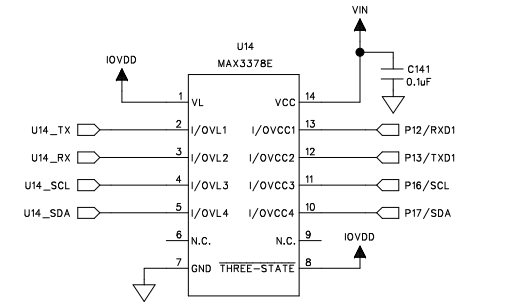 VIN
U14
MAX3378E
IOVDD
C141
0.1uF
1 VL VCC 14
U14_TX 2 I/OVL1 I/OVCC1 13 P12/RXD1
U14_RX 3 I/OVL2 I/OVCC2 12 P13/TXD1
U14_SCL 4 I/OVL3 I/OVCC3 11 P16/SCL
U14_SDA 5 I/OVL4 I/OVCC4 10 P17/SDA
6 N.C. N.C. 9
IOVDD
7 GND THREE-STATE 8